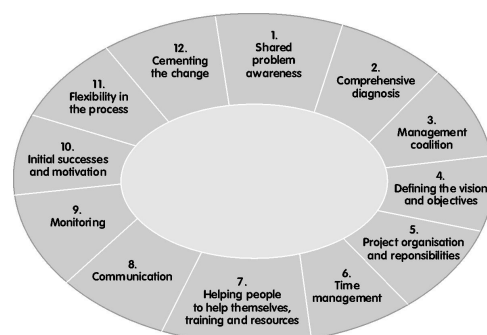 1.
Shared
problem
awareness
2.
Comprehensive
diagnosis
3.
Management
coalition
4.
Defining the vision
and objectives
5.
Project organisation
and reponsibilities
6.
Time
management
7.
Helping people
to help themselves,
training and resources
8.
Communication
9.
Monitoring
10.
Initial successes
and motivation
11.
Flexibility in
the process
12.
Cementing
the change